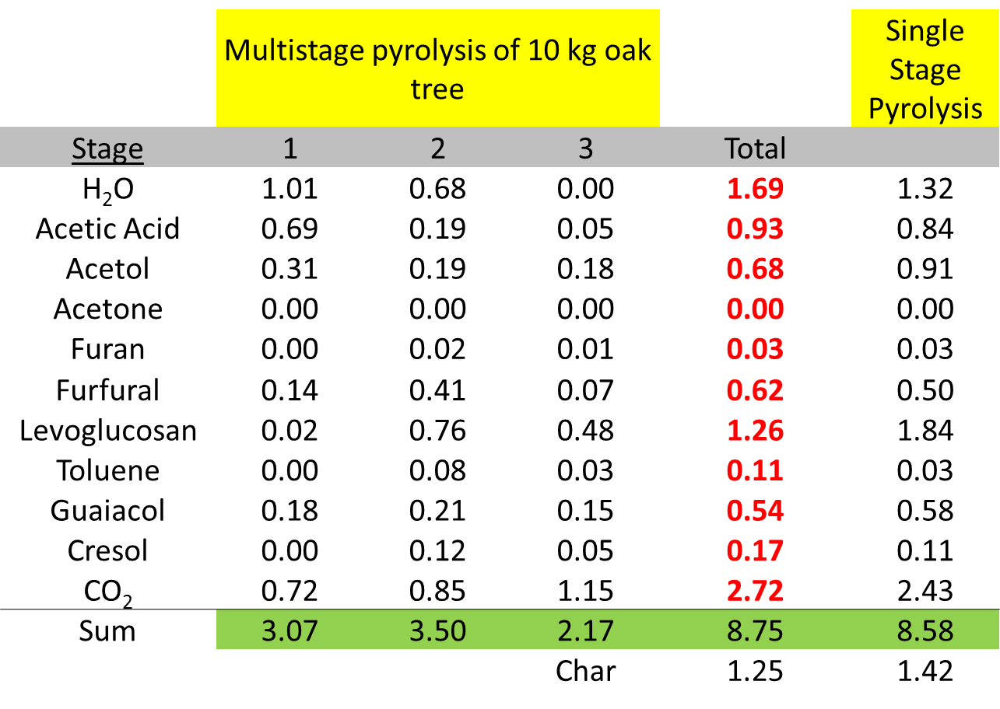 Multistage pyrolysis of 10 kg oak
tree
Single
Stage
Pyrolysis
Stage 1 2 3 Total
H₂O 1.01 0.68 0.00 1.69 1.32
Acetic Acid 0.69 0.19 0.05 0.93 0.84
Acetol 0.31 0.19 0.18 0.68 0.91
Acetone 0.00 0.00 0.00 0.00 0.00
Furan 0.00 0.02 0.01 0.03 0.03
Furfural 0.14 0.41 0.07 0.62 0.50
Levoglucosan 0.02 0.76 0.48 1.26 1.84
Toluene 0.00 0.08 0.03 0.11 0.03
Guaiacol 0.18 0.21 0.15 0.54 0.58
Cresol 0.00 0.12 0.05 0.17 0.11
CO₂ 0.72 0.85 1.15 2.72 2.43
Sum 3.07 3.50 2.17 8.75 8.58
Char 1.25 1.42